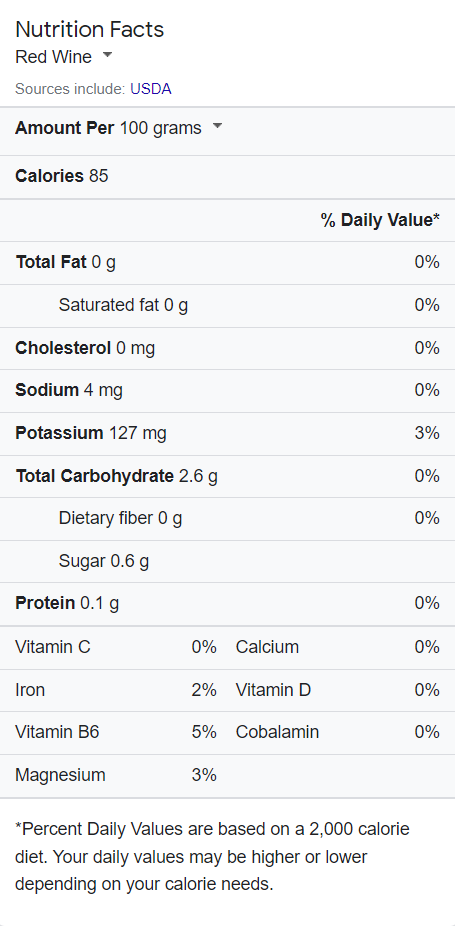 Nutrition Facts
Red Wine
Sources include: USDA
Amount Per 100 grams
Calories 85
% Daily Value*
Total Fat 0 g 0%
Saturated fat 0 g 0%
Cholesterol 0 mg 0%
Sodium 4 mg 0%
Potassium 127 mg 3%
Total Carbohydrate 2.6 g 0%
Dietary fiber 0 g 0%
Sugar 0.6 g
Protein 0.1 g 0%
Vitamin C 0% Calcium 0%
Iron 2% Vitamin D 0%
Vitamin B6 5% Cobalamin 0%
Magnesium 3%
*Percent Daily Values are based on a 2,000 calorie
diet. Your daily values may be higher or lower
depending on your calorie needs.